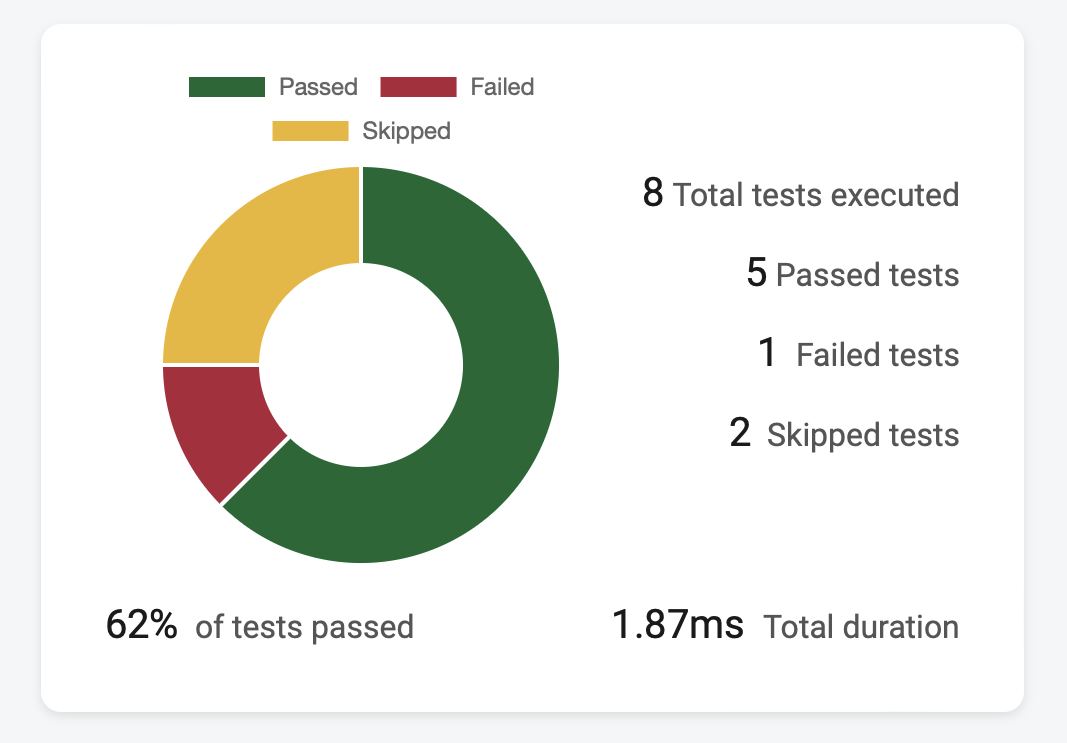 Passed Failed
Skipped
8 Total tests executed
5 Passed tests
1 Failed tests
2 Skipped tests
62% of tests passed
1.87ms Total duration